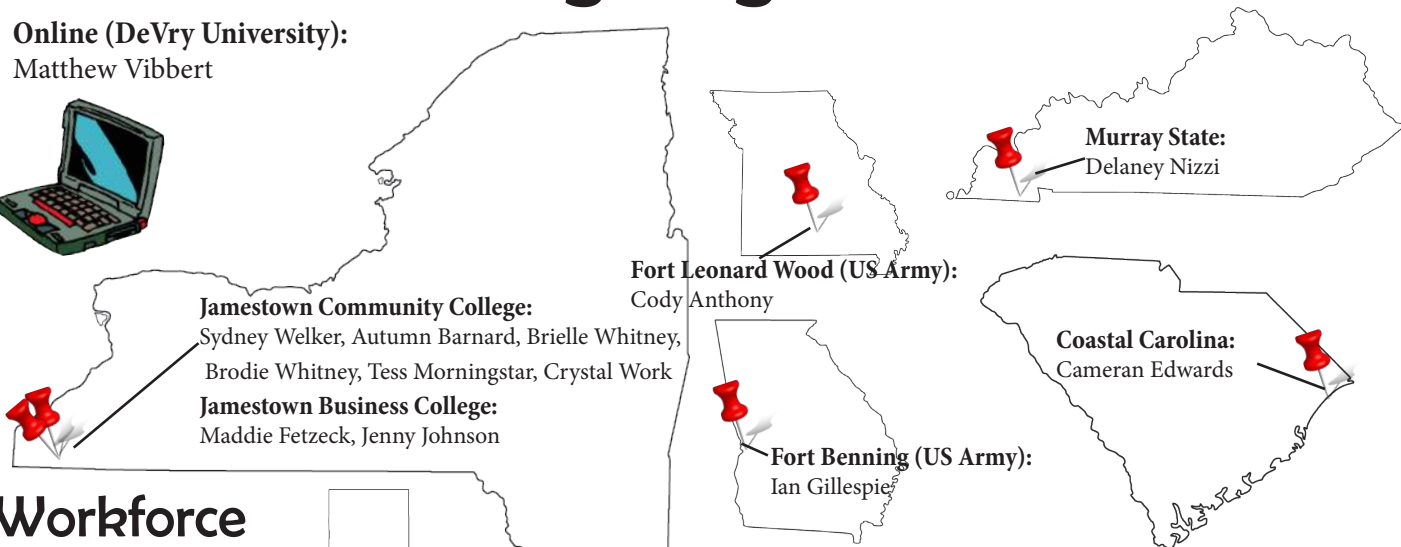 Online (DeVry University):
Matthew Vibbert
Murray State:
Delaney Nizzi
Fort Leonard Wood (US Army):
Cody Anthony
Jamestown Community College:
Sydney Welker, Autumn Barnard, Brielle Whitney,
Brodie Whitney, Tess Morningstar, Crystal Work
Jamestown Business College:
Maddie Fetzeck, Jenny Johnson
Coastal Carolina:
Cameran Edwards
Fort Benning (US Army):
Ian Gillespie
Workforce